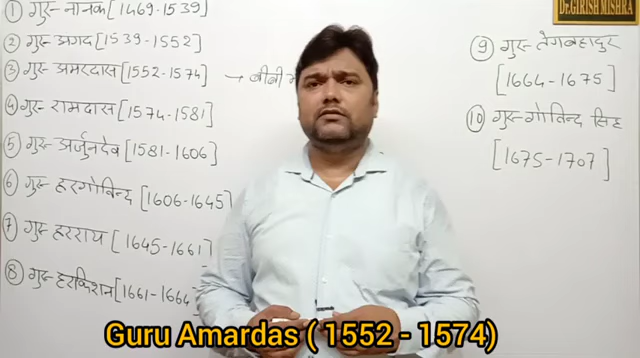 ① गुरु नानक [1469-1539]
② गुरु अंगद [1539-1552]
③ गुरु अमरदास [1552-1574] → बीबी
④ गुरु रामदास [1574-1581]
⑤ गुरु अर्जुनदेव [1581-1606]
⑥ गुरु हरगोविन्द [1606-1645]
⑦ गुरु हरराय [1645-1661]
⑧ गुरु हरकिशन [1661-1664
Dr.GIRISH MISHRA
⑨ गुरु तेगबहादुर
[1664-1675]
⑩ गुरु गोविन्द सिंह
[1675-1707]
Guru Amardas ( 1552 - 1574)